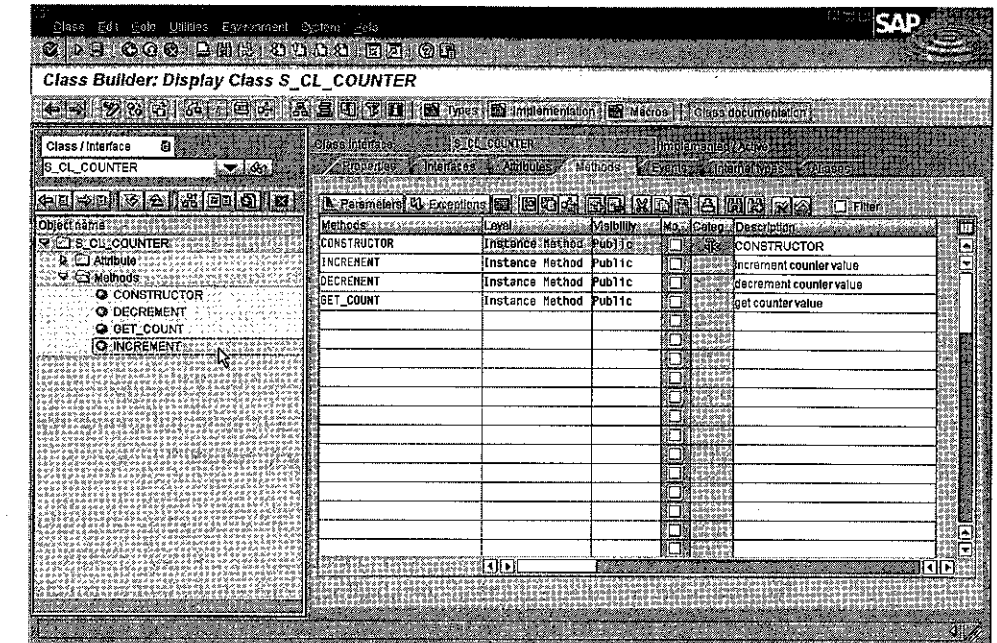 Class Edit Goto Utilities Environment System Help
SAP
Class Builder: Display Class S_CL_COUNTER
Types Implementation Macros Class documentation
Class / Interface
S_CL_COUNTER
Object name
S_CL_COUNTER
Attribute
Methods
CONSTRUCTOR
DECREMENT
GET_COUNT
INCREMENT
Class Interface S_CL_COUNTER Implemented / Active
Properties Interfaces Attributes Methods Events Internal types Aliases
Parameters Exceptions Filter
Methods Level Visibility Mo... Categ Description
CONSTRUCTOR Instance Method Public CONSTRUCTOR
INCREMENT Instance Method Public increment counter value
DECREMENT Instance Method Public decrement counter value
GET_COUNT Instance Method Public get counter value